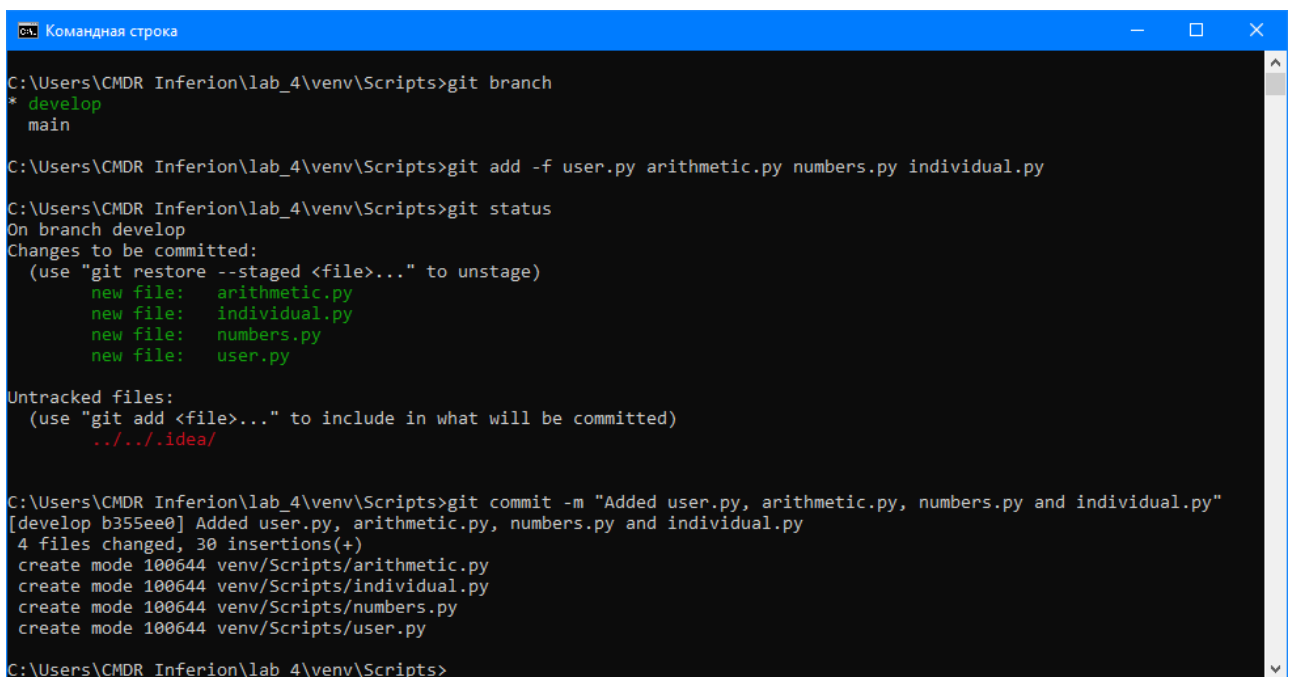 Командная строка
C:\Users\CMDR Inferion\lab_4\venv\Scripts>git branch
* develop
  main
C:\Users\CMDR Inferion\lab_4\venv\Scripts>git add -f user.py arithmetic.py numbers.py individual.py
C:\Users\CMDR Inferion\lab_4\venv\Scripts>git status
On branch develop
Changes to be committed:
  (use "git restore --staged <file>..." to unstage)
        new file:   arithmetic.py
        new file:   individual.py
        new file:   numbers.py
        new file:   user.py
Untracked files:
  (use "git add <file>..." to include in what will be committed)
        ../../.idea/
C:\Users\CMDR Inferion\lab_4\venv\Scripts>git commit -m "Added user.py, arithmetic.py, numbers.py and individual.py"
[develop b355ee0] Added user.py, arithmetic.py, numbers.py and individual.py
 4 files changed, 30 insertions(+)
 create mode 100644 venv/Scripts/arithmetic.py
 create mode 100644 venv/Scripts/individual.py
 create mode 100644 venv/Scripts/numbers.py
 create mode 100644 venv/Scripts/user.py
C:\Users\CMDR Inferion\lab_4\venv\Scripts>